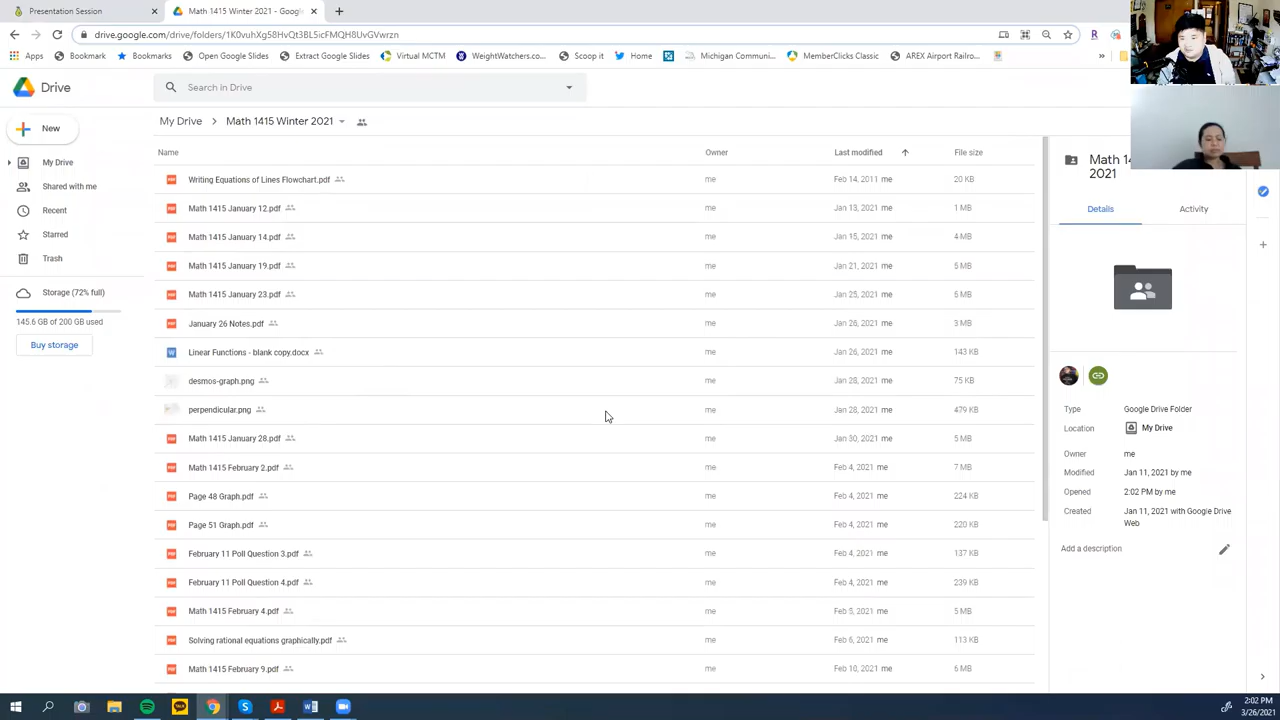 Presentation Session
Math 1415 Winter 2021 - Google
drive.google.com/drive/folders/1K0vuhXg58HvQt3BL5icFMQH8UvGVwrzn
Apps
Bookmark
Bookmarks
Open Google Slides
Extract Google Slides
Virtual MCTM
WeightWatchers.co...
Scoop it
Home
Michigan Communi...
MemberClicks Classic
AREX Airport Railro...
Drive
Search in Drive
New
My Drive
Math 1415 Winter 2021
My Drive
Shared with me
Recent
Starred
Trash
Storage (72% full)
145.6 GB of 200 GB used
Buy storage
Name Owner Last modified File size
Writing Equations of Lines Flowchart.pdf me Feb 14, 2011 me 20 KB
Math 1415 January 12.pdf me Jan 13, 2021 me 1 MB
Math 1415 January 14.pdf me Jan 15, 2021 me 4 MB
Math 1415 January 19.pdf me Jan 21, 2021 me 5 MB
Math 1415 January 23.pdf me Jan 25, 2021 me 5 MB
January 26 Notes.pdf me Jan 26, 2021 me 3 MB
Linear Functions - blank copy.docx me Jan 26, 2021 me 143 KB
desmos-graph.png me Jan 28, 2021 me 75 KB
perpendicular.png me Jan 28, 2021 me 479 KB
Math 1415 January 28.pdf me Jan 30, 2021 me 5 MB
Math 1415 February 2.pdf me Feb 4, 2021 me 7 MB
Page 48 Graph.pdf me Feb 4, 2021 me 224 KB
Page 51 Graph.pdf me Feb 4, 2021 me 220 KB
February 11 Poll Question 3.pdf me Feb 4, 2021 me 137 KB
February 11 Poll Question 4.pdf me Feb 4, 2021 me 239 KB
Math 1415 February 4.pdf me Feb 5, 2021 me 5 MB
Solving rational equations graphically.pdf me Feb 6, 2021 me 113 KB
Math 1415 February 9.pdf me Feb 10, 2021 me 6 MB
Math 14
2021
Details
Activity
Type Google Drive Folder
Location My Drive
Owner me
Modified Jan 11, 2021 by me
Opened 2:02 PM by me
Created Jan 11, 2021 with Google Drive
Web
Add a description
2:02 PM
3/26/2021